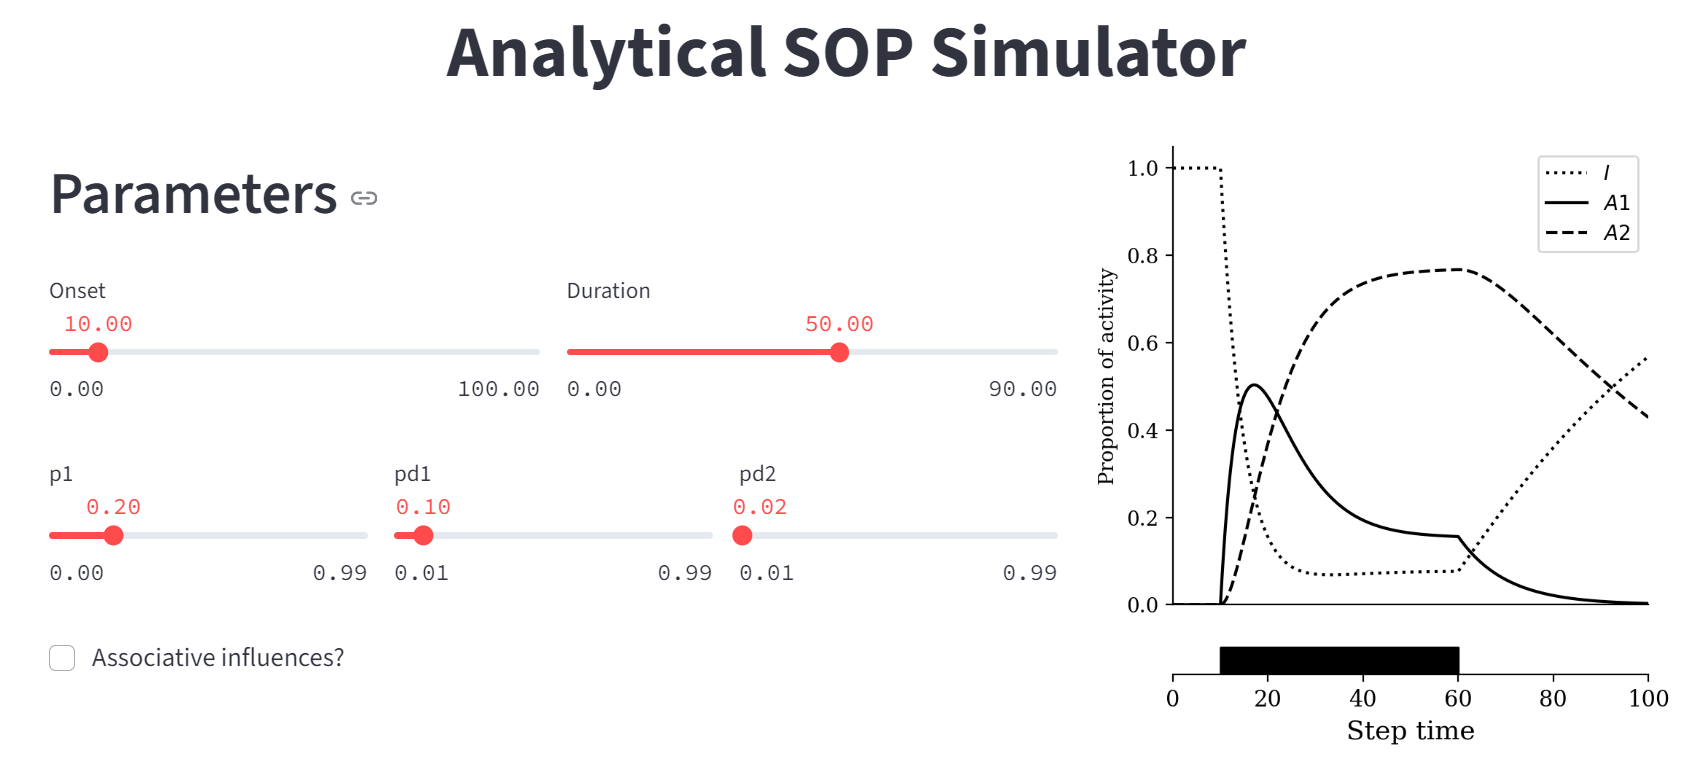 Analytical SOP Simulator
Parameters
Onset
10.00
0.00 100.00
Duration
50.00
0.00 90.00
p1
0.20
0.00 0.99
pd1
0.10
0.01 0.99
pd2
0.02
0.01 0.99
Associative influences?
Proportion of activity
1.0
0.8
0.6
0.4
0.2
0.0
I
A1
A2
0 20 40 60 80 100
Step time